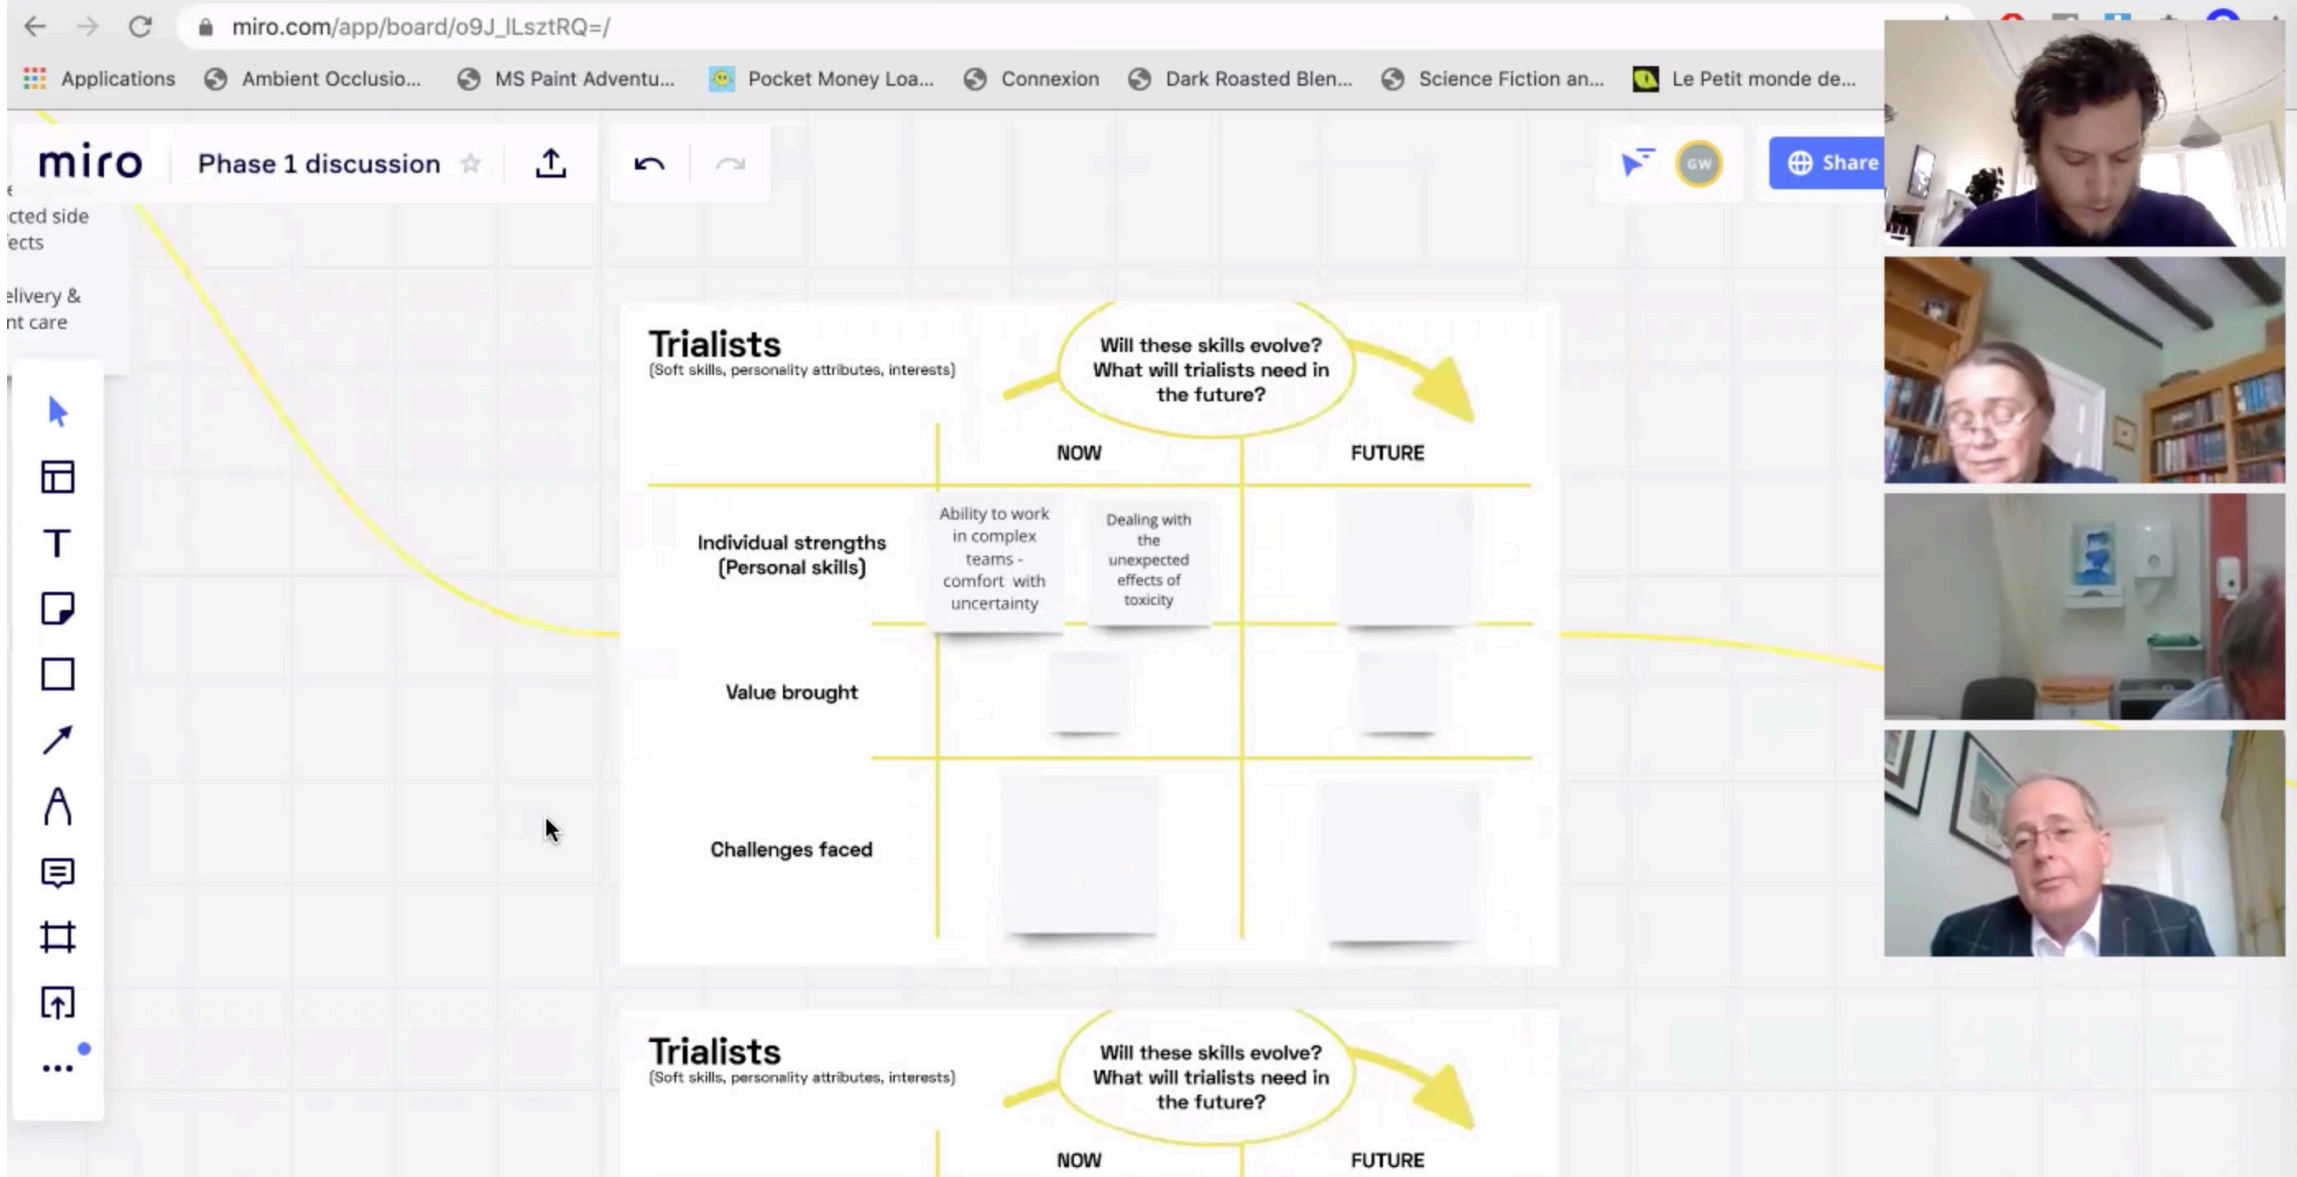 miro.com/app/board/o9J_lLsztRQ=/
Applications
Ambient Occlusio...
MS Paint Adventu...
Pocket Money Loa...
Connexion
Dark Roasted Blen...
Science Fiction an...
Le Petit monde de...
miro
Phase 1 discussion
GW
Share
cted side
ects
elivery &
nt care
Trialists
(Soft skills, personality attributes, interests)
Will these skills evolve?
What will trialists need in
the future?
NOW
FUTURE
Individual strengths
(Personal skills)
Ability to work
in complex
teams -
comfort with
uncertainty
Dealing with
the
unexpected
effects of
toxicity
Value brought
Challenges faced
Trialists
(Soft skills, personality attributes, interests)
Will these skills evolve?
What will trialists need in
the future?
NOW
FUTURE